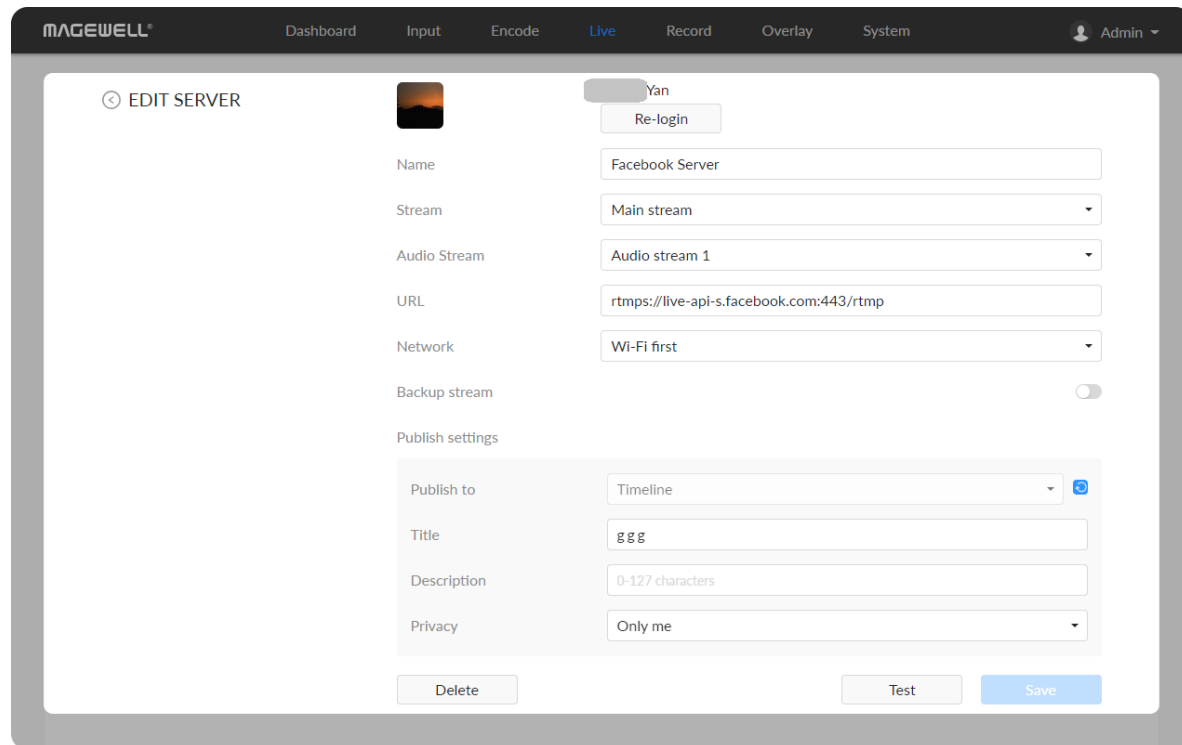 MAGEWELL® Dashboard Input Encode Live Record Overlay System Admin
EDIT SERVER
Yan
Re-login
Name Facebook Server
Stream Main stream
Audio Stream Audio stream 1
URL rtmps://live-api-s.facebook.com:443/rtmp
Network Wi-Fi first
Backup stream
Publish settings
Publish to Timeline
Title g g g
Description 0-127 characters
Privacy Only me
Delete Test Save